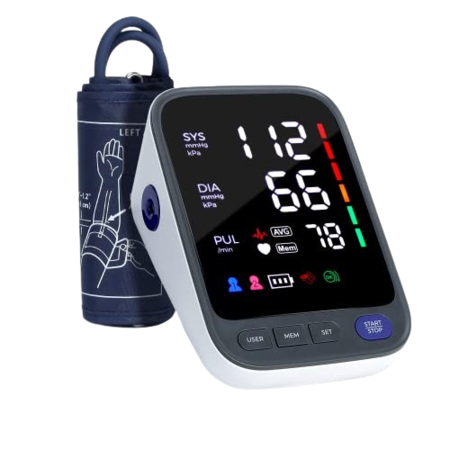 LEFT
SYS
mmHg
kPa
112
DIA
mmHg
kPa
66
PUL
/min
AVG
Mem
78
OK
USER
MEM
SET
START
STOP